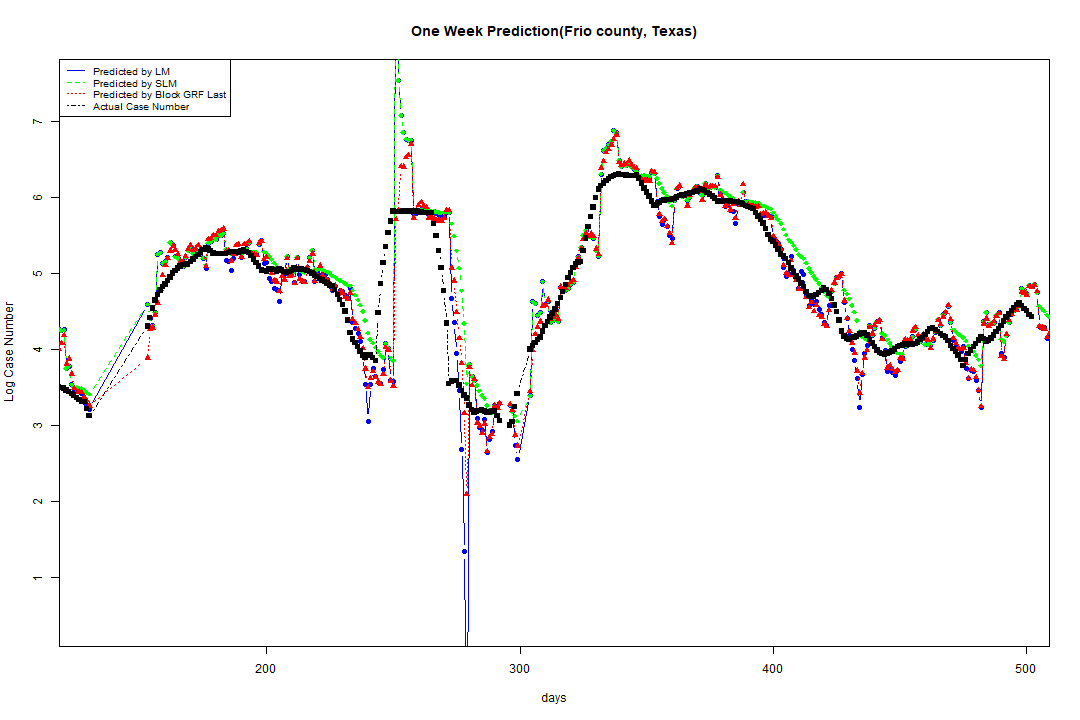 One Week Prediction(Frio county, Texas)
Predicted by LM
Predicted by SLM
Predicted by Block GRF Last
Actual Case Number
7
6
5
4
3
2
1
Log Case Number
200
300
400
500
days